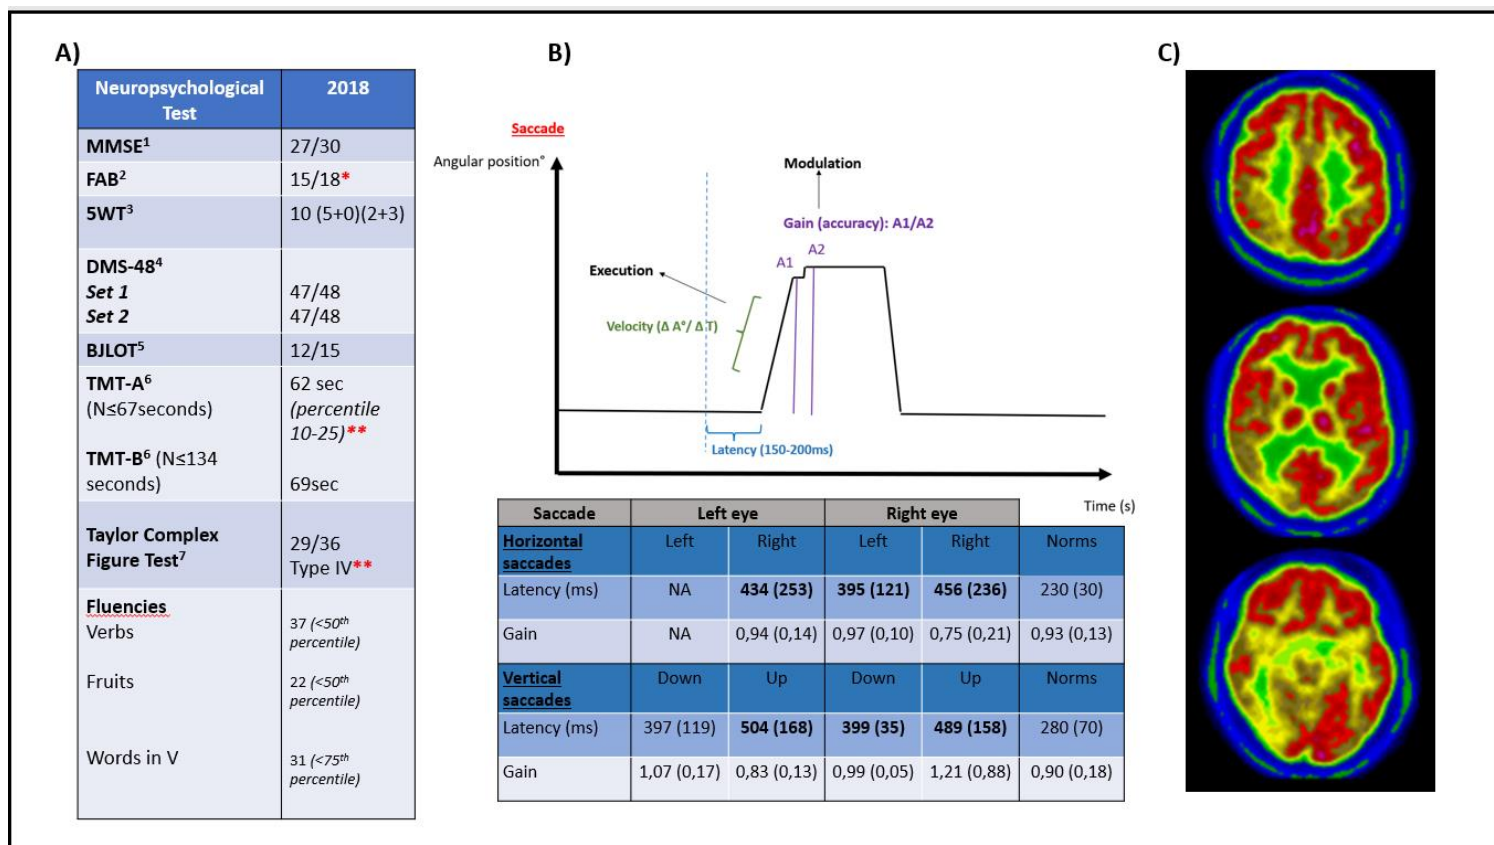 A)
Neuropsychological
Test
2018
MMSE¹
27/30
FAB²
15/18*
5WT³
10 (5+0)(2+3)
DMS-48⁴
Set 1
47/48
Set 2
47/48
BJLOT⁵
12/15
TMT-A⁶
62 sec
(N≤67seconds)
(percentile
10-25)**
TMT-B⁶ (N≤134
seconds)
69sec
Taylor Complex
Figure Test⁷
29/36
Type IV**
Fluencies
Verbs
37 (<50th
percentile)
Fruits
22 (<50th
percentile)
Words in V
31 (<75th
percentile)
B)
Saccade
Angular position°
Modulation
Gain (accuracy): A1/A2
A1
A2
Execution
Velocity (Δ A°/ Δ T)
Latency (150-200ms)
Time (s)
Saccade Left eye Right eye
Horizontal saccades Left Right Left Right Norms
Latency (ms) NA 434 (253) 395 (121) 456 (236) 230 (30)
Gain NA 0,94 (0,14) 0,97 (0,10) 0,75 (0,21) 0,93 (0,13)
Vertical saccades Down Up Down Up Norms
Latency (ms) 397 (119) 504 (168) 399 (35) 489 (158) 280 (70)
Gain 1,07 (0,17) 0,83 (0,13) 0,99 (0,05) 1,21 (0,88) 0,90 (0,18)
C)